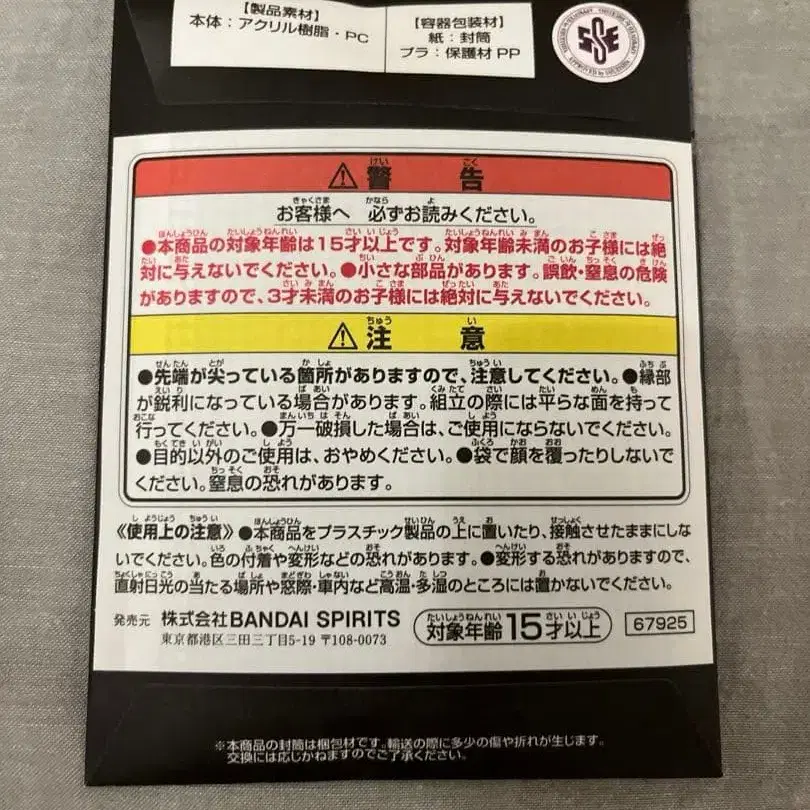 【製品素材】
本体：アクリル樹脂・PC
【容器包装材】
紙：封筒
プラ：保護材 PP
⚠警告
お客様へ 必ずお読みください。
●本商品の対象年齢は15才以上です。対象年齢未満のお子様には絶
対に与えないでください。●小さな部品があります。誤飲・窒息の危険
がありますので、3才未満のお子様には絶対に与えないでください。
⚠注意
●先端が尖っている箇所がありますので、注意してください。●縁部
が鋭利になっている場合があります。組立の際には平らな面を持って
行ってください。●万一破損した場合は、ご使用にならないでください。
●目的以外のご使用は、おやめください。●袋で顔を覆ったりしないで
ください。窒息の恐れがあります。
《使用上の注意》●本商品をプラスチック製品の上に置いたり、接触させたままにしな
いでください。色の付着や変形などの恐れがあります。●変形する恐れがありますので、
直射日光の当たる場所や窓際・車内など高温・多湿のところには置かないでください。
発売元 株式会社BANDAI SPIRITS
東京都港区三田三丁目5-19 〒108-0073
対象年齢15才以上
67925
※本商品の封筒は梱包材です。輸送の際に多少の傷や折れが生じます。
交換には応じかねますのでご了承ください。